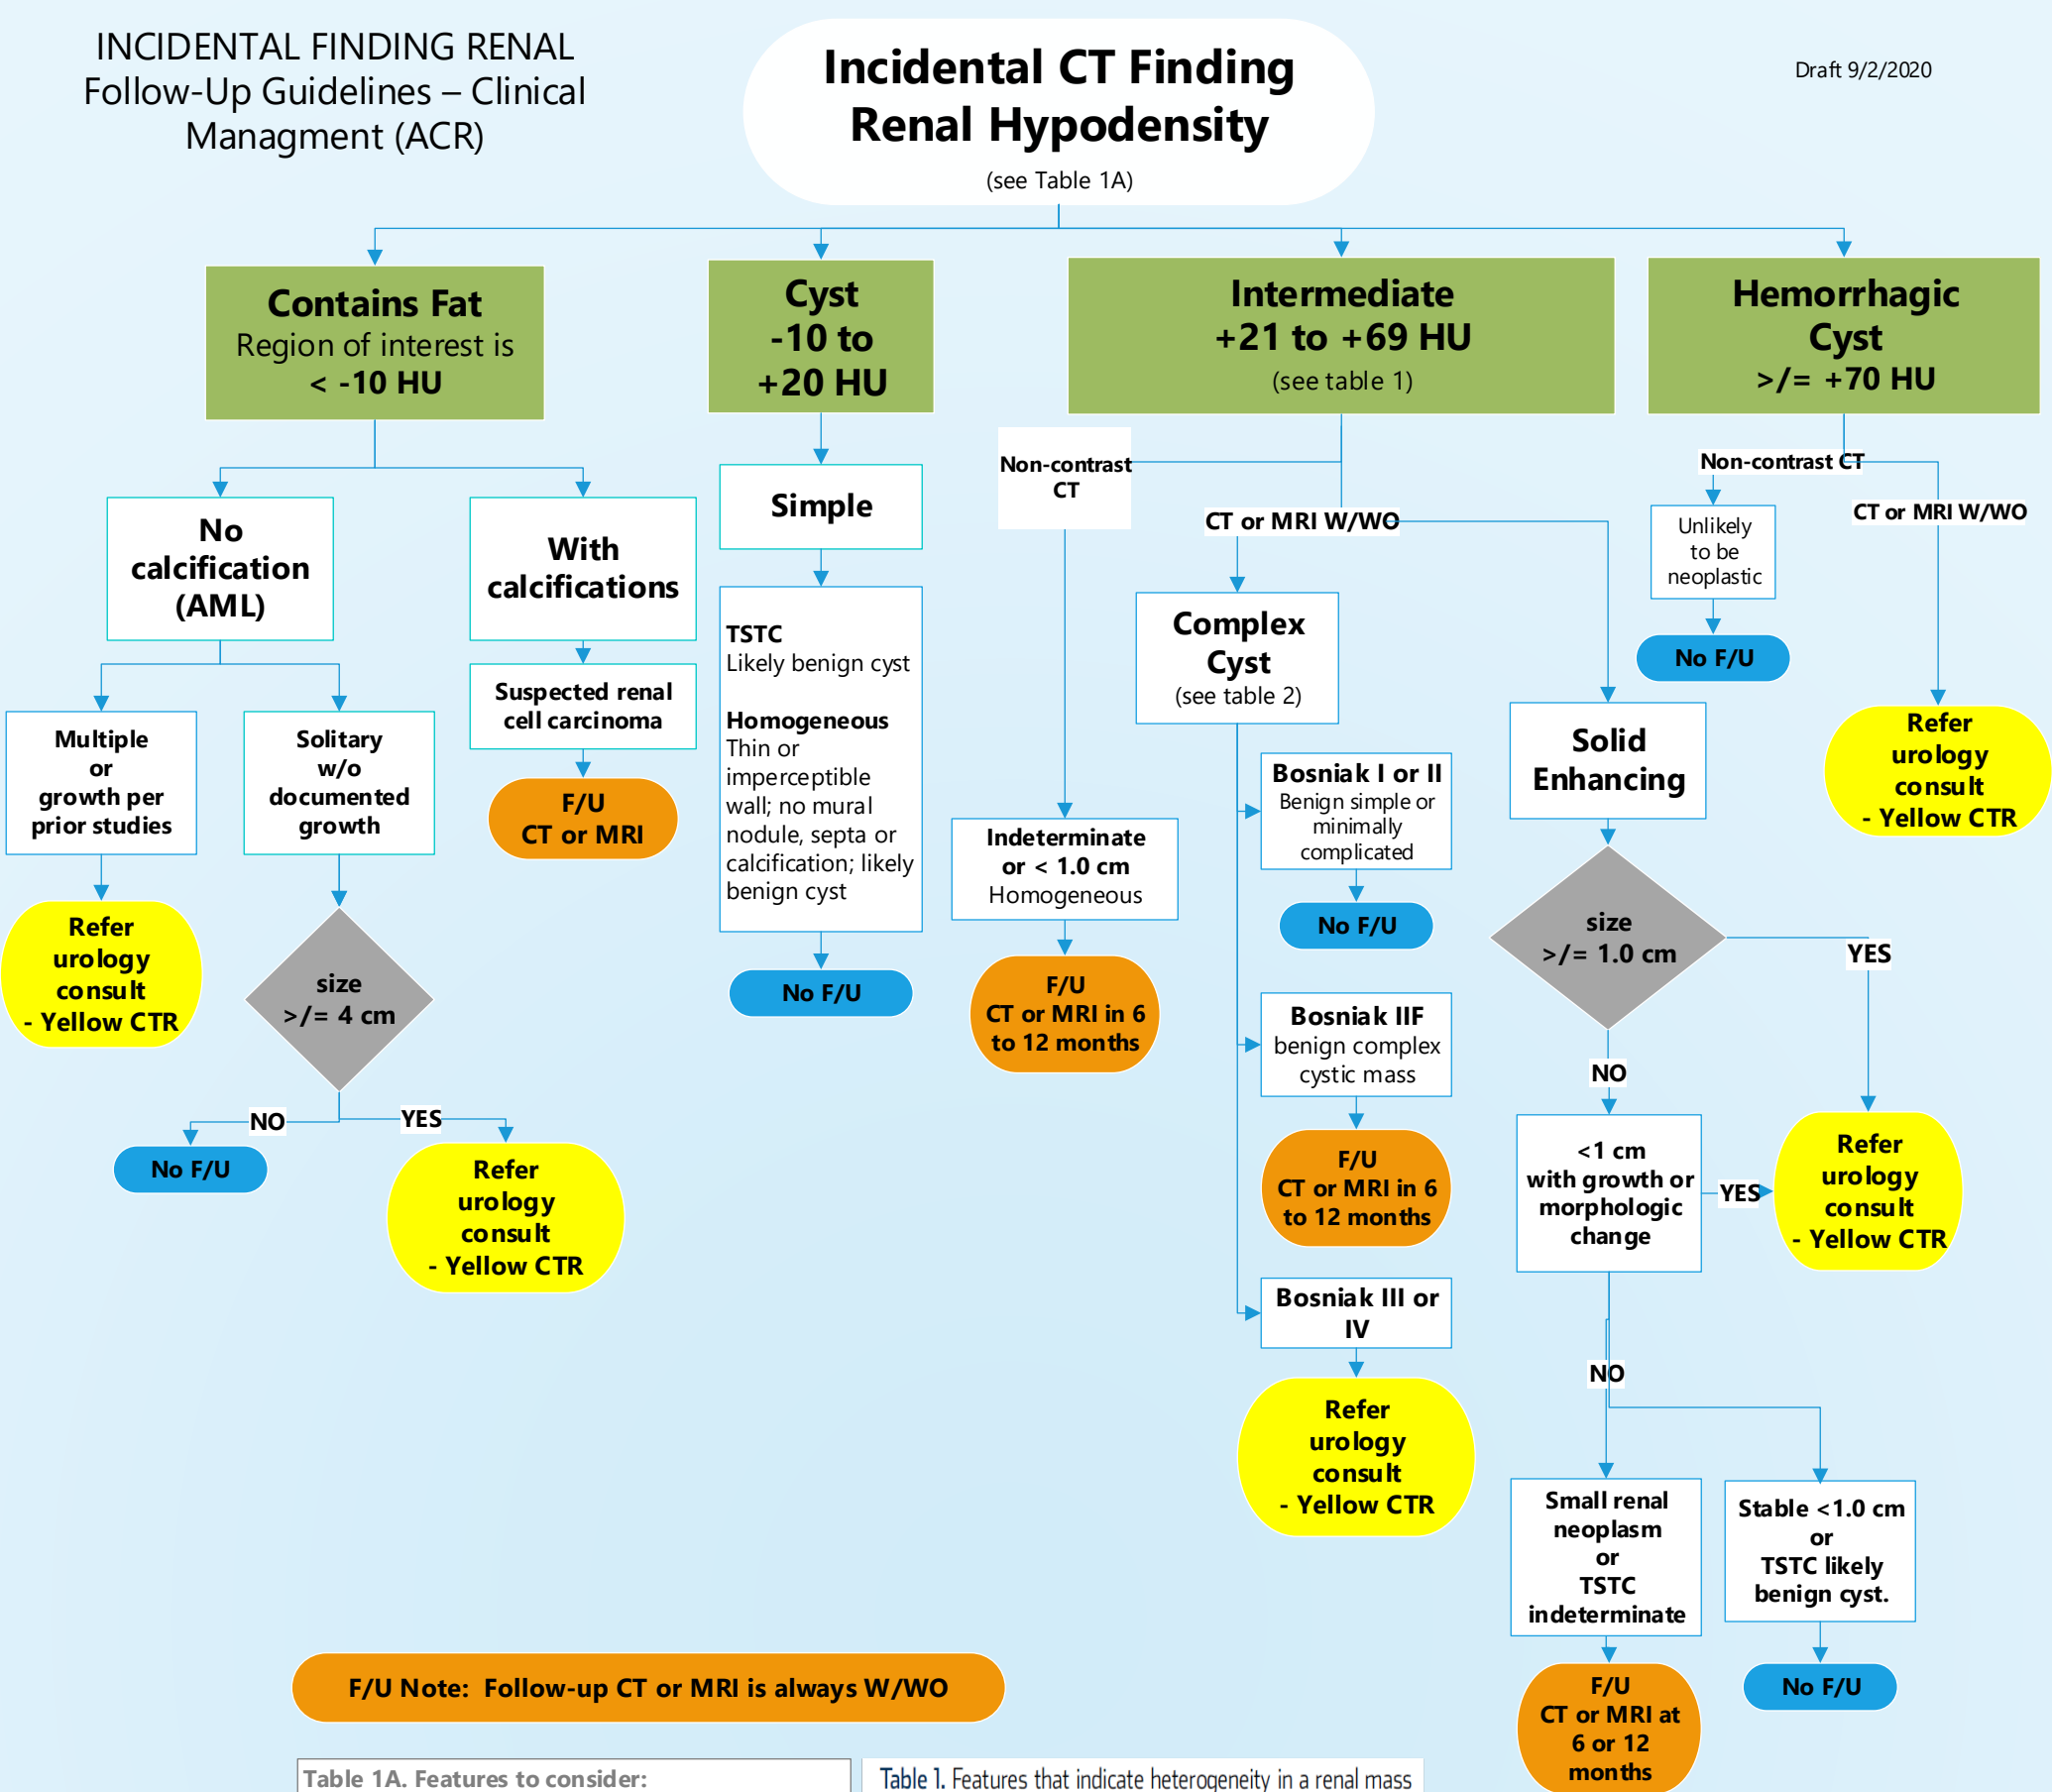 INCIDENTAL FINDING RENAL
Follow-Up Guidelines – Clinical
Managment (ACR)
Incidental CT Finding
Renal Hypodensity
(see Table 1A)
Draft 9/2/2020
Contains Fat
Region of interest is
< -10 HU
Cyst
-10 to
+20 HU
Intermediate
+21 to +69 HU
(see table 1)
Hemorrhagic
Cyst
>/= +70 HU
No
calcification
(AML)
With
calcifications
Multiple
or
growth per
prior studies
Solitary
w/o
documented
growth
Suspected renal
cell carcinoma
F/U
CT or MRI
Refer
urology
consult
- Yellow CTR
size
>/= 4 cm
NO
YES
No F/U
Refer
urology
consult
- Yellow CTR
Simple
TSTC
Likely benign cyst
Homogeneous
Thin or
imperceptible
wall; no mural
nodule, septa or
calcification; likely
benign cyst
No F/U
Non-contrast
CT
Indeterminate
or < 1.0 cm
Homogeneous
F/U
CT or MRI in 6
to 12 months
CT or MRI W/WO
Complex
Cyst
(see table 2)
Bosniak I or II
Benign simple or
minimally
complicated
No F/U
Bosniak IIF
benign complex
cystic mass
F/U
CT or MRI in 6
to 12 months
Bosniak III or
IV
Refer
urology
consult
- Yellow CTR
Solid
Enhancing
size
>/= 1.0 cm
YES
NO
<1 cm
with growth or
morphologic
change
YES
Refer
urology
consult
- Yellow CTR
NO
Small renal
neoplasm
or
TSTC
indeterminate
F/U
CT or MRI at
6 or 12
months
Stable <1.0 cm
or
TSTC likely
benign cyst.
No F/U
Non-contrast CT
Unlikely
to be
neoplastic
No F/U
CT or MRI W/WO
Refer
urology
consult
- Yellow CTR
F/U Note:  Follow-up CT or MRI is always W/WO
Table 1A. Features to consider:
Table 1. Features that indicate heterogeneity in a renal mass